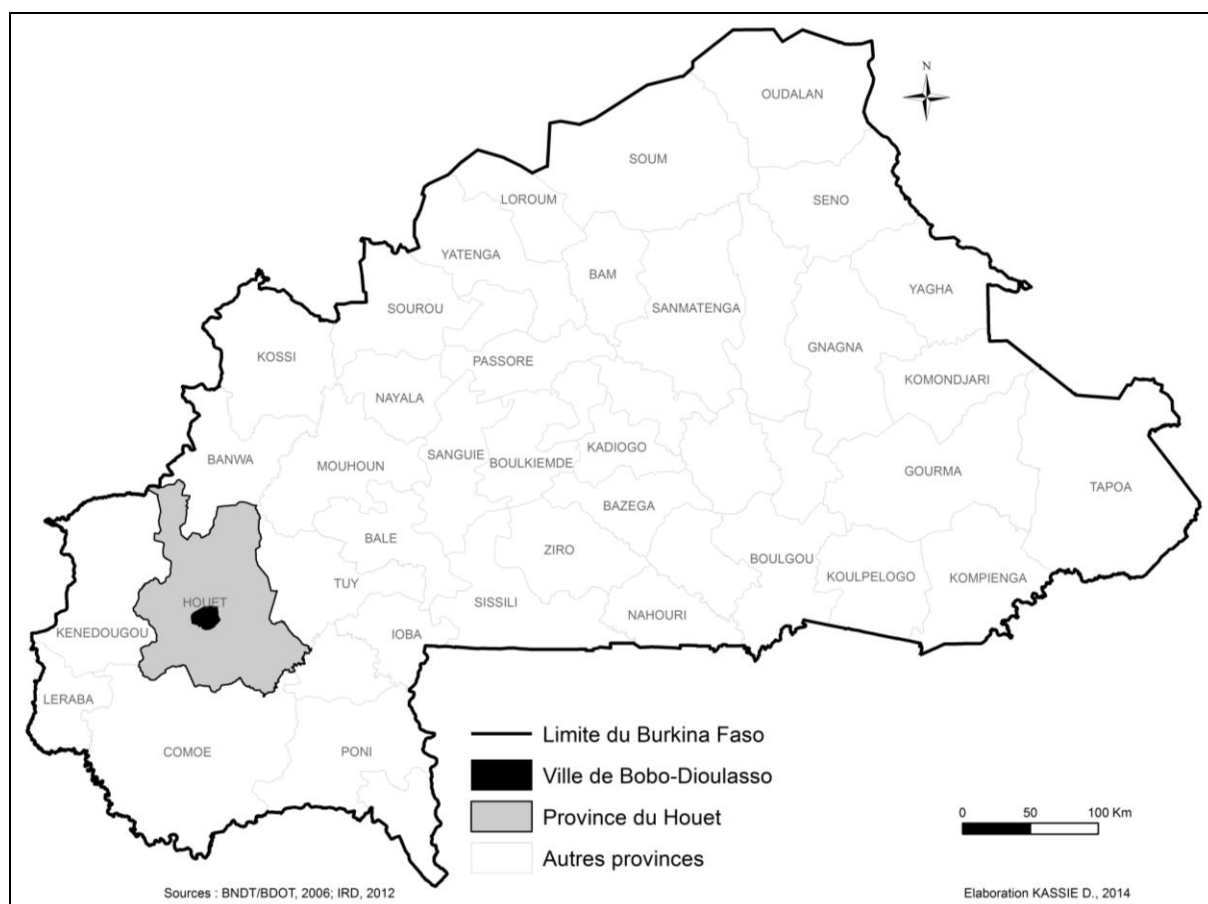 N
OUDALAN
SOUM
LOROUM
SENO
YATENGA
BAM
YAGHA
SOUROU
SANMATENGA
KOSSI
GNAGNA
PASSORE
KOMONDJARI
NAYALA
BANWA
MOUHOUN
SANGUIE
BOULKIEMDE
KADIOGO
GOURMA
TAPOA
BAZEGA
BALE
ZIRO
BOULGOU
TUY
KOULPELOGO
KOMPIENGA
HOUET
SISSILI
NAHOURI
KENEDOUGOU
IOBA
LERABA
COMOE
PONI
Limite du Burkina Faso
Ville de Bobo-Dioulasso
Province du Houet
Autres provinces
0 50 100 Km
Sources : BNDT/BDOT, 2006; IRD, 2012
Elaboration KASSIE D., 2014